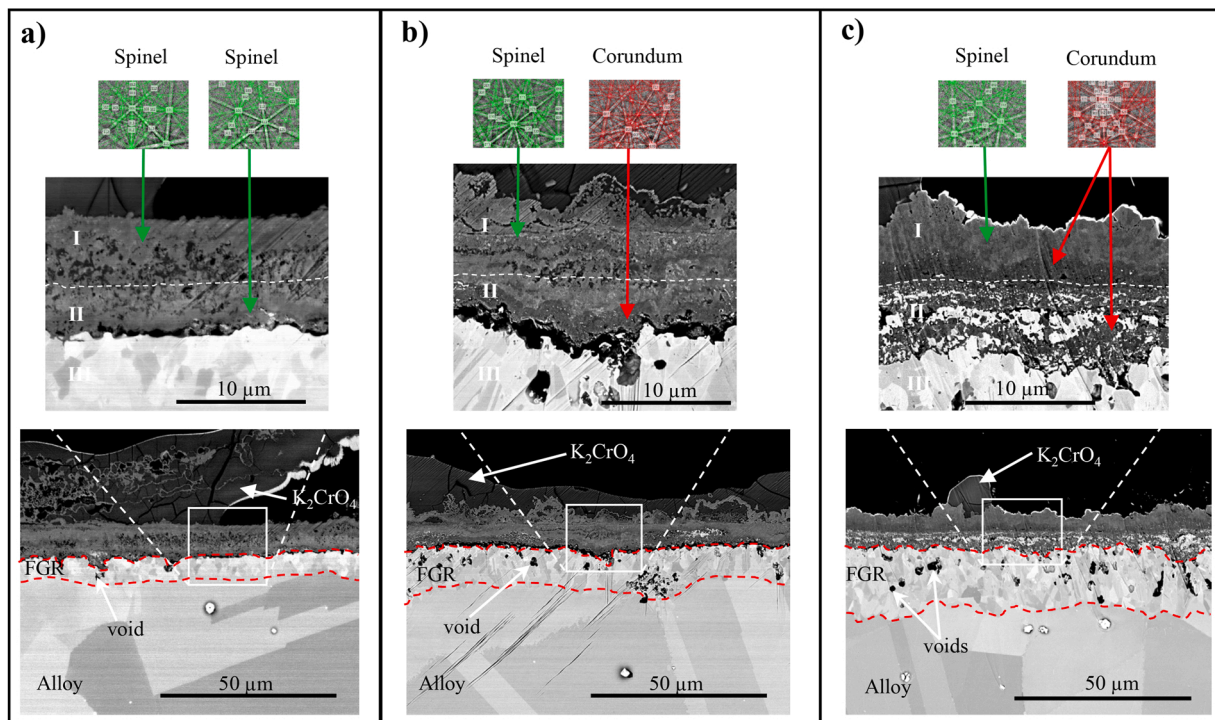 a)
Spinel Spinel
I
II
III
10 µm
K₂CrO₄
FGR
void
Alloy
50 µm
b)
Spinel Corundum
I
II
III
10 µm
K₂CrO₄
FGR
void
Alloy
50 µm
c)
Spinel Corundum
I
II
III
10 µm
K₂CrO₄
FGR
voids
Alloy
50 µm